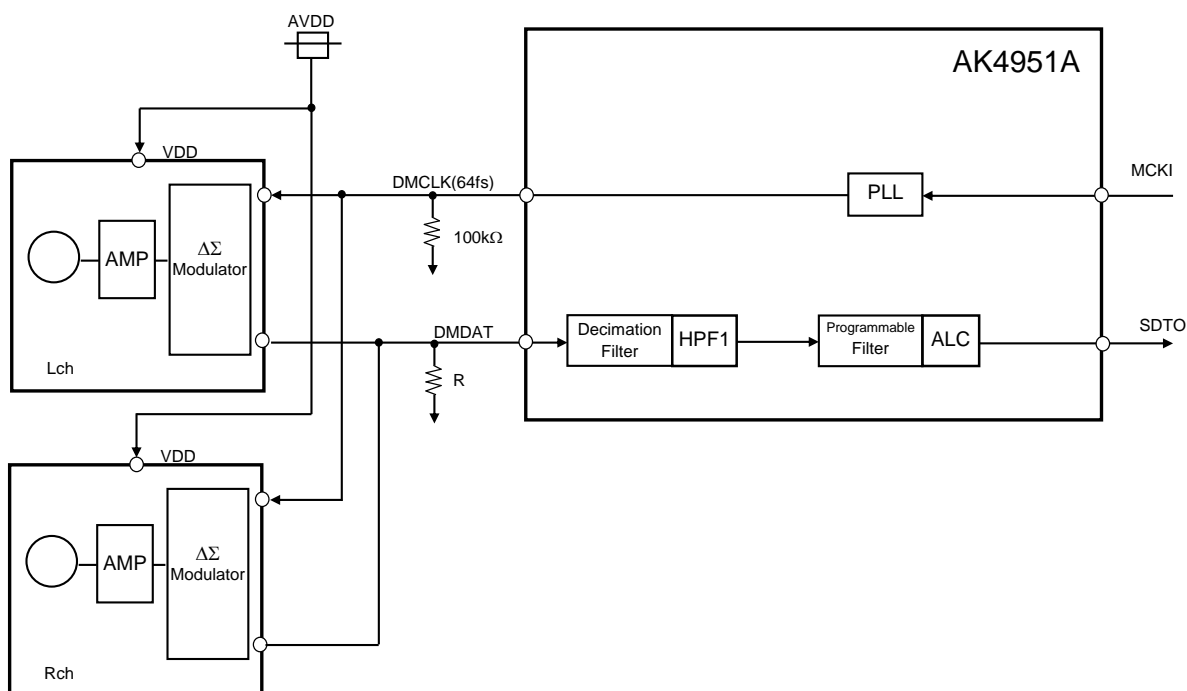 AVDD
AK4951A
VDD
AMP
ΔΣ
Modulator
Lch
DMCLK(64fs)
100kΩ
PLL
MCKI
DMDAT
R
Decimation
Filter
HPF1
Programmable
Filter
ALC
SDTO
VDD
AMP
ΔΣ
Modulator
Rch